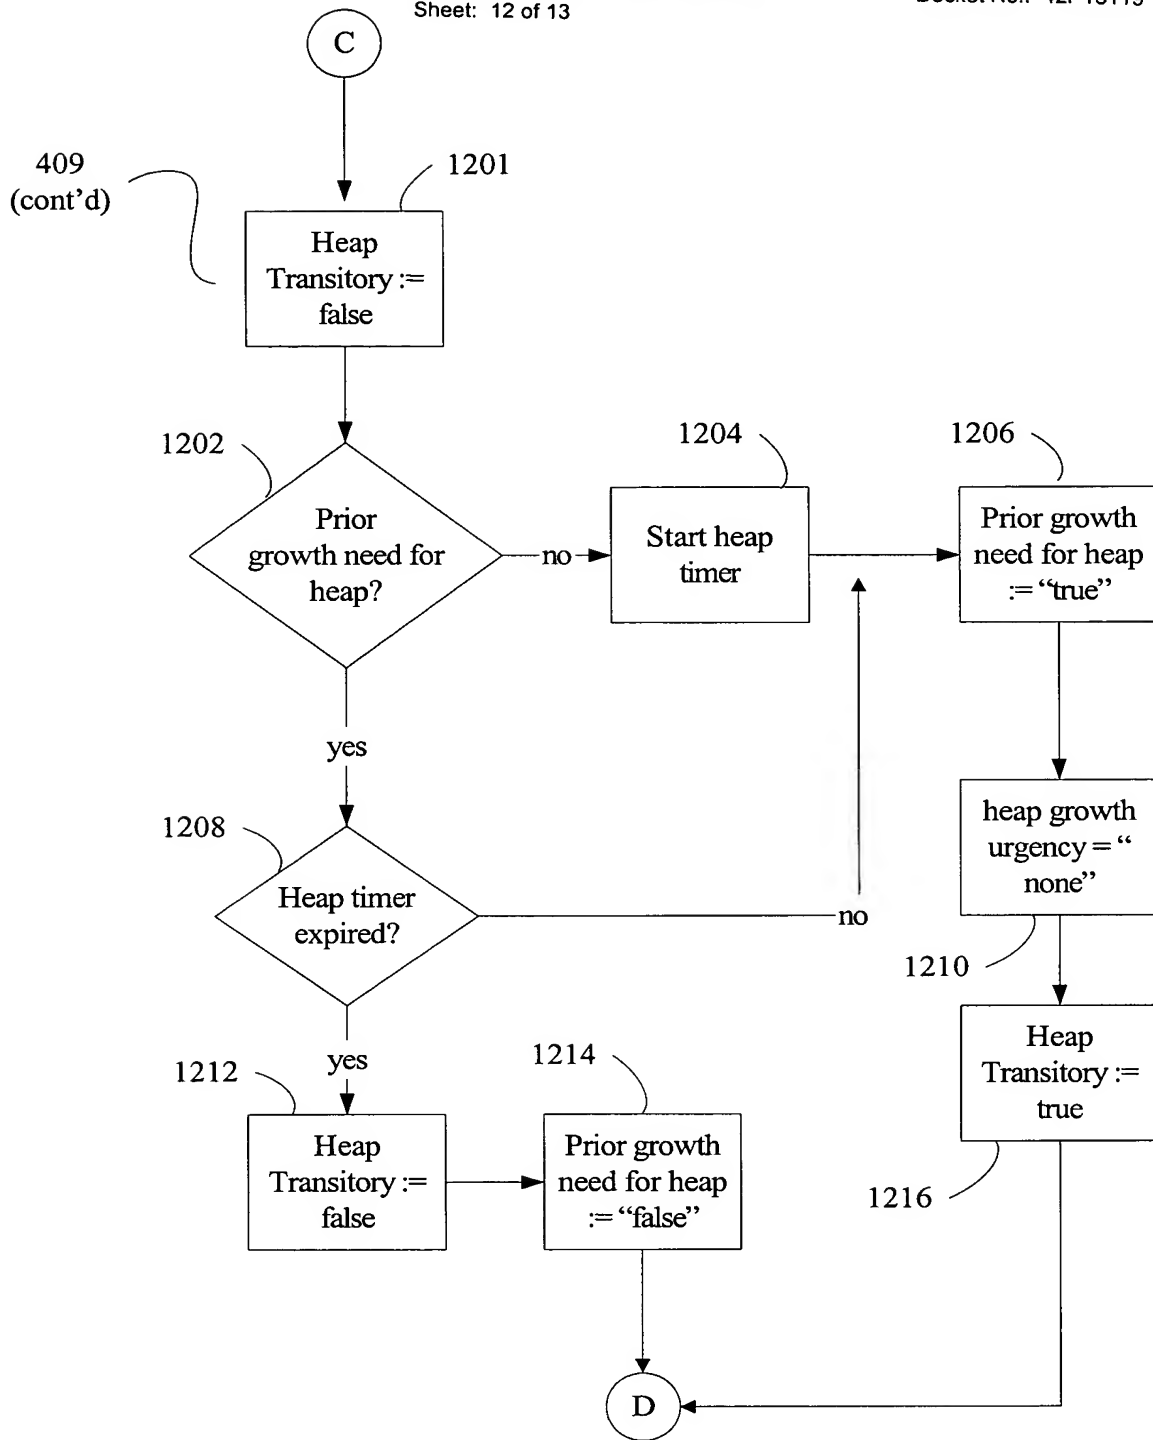 Sheet: 12 of 13
C
409
(cont'd)
1201
Heap
Transitory :=
false
1202
Prior
growth need for
heap?
no
1204
Start heap
timer
1206
Prior growth
need for heap
:= “true”
yes
1208
Heap timer
expired?
no
heap growth
urgency = “
none”
1210
yes
1212
Heap
Transitory :=
false
1214
Prior growth
need for heap
:= “false”
Heap
Transitory :=
true
1216
D